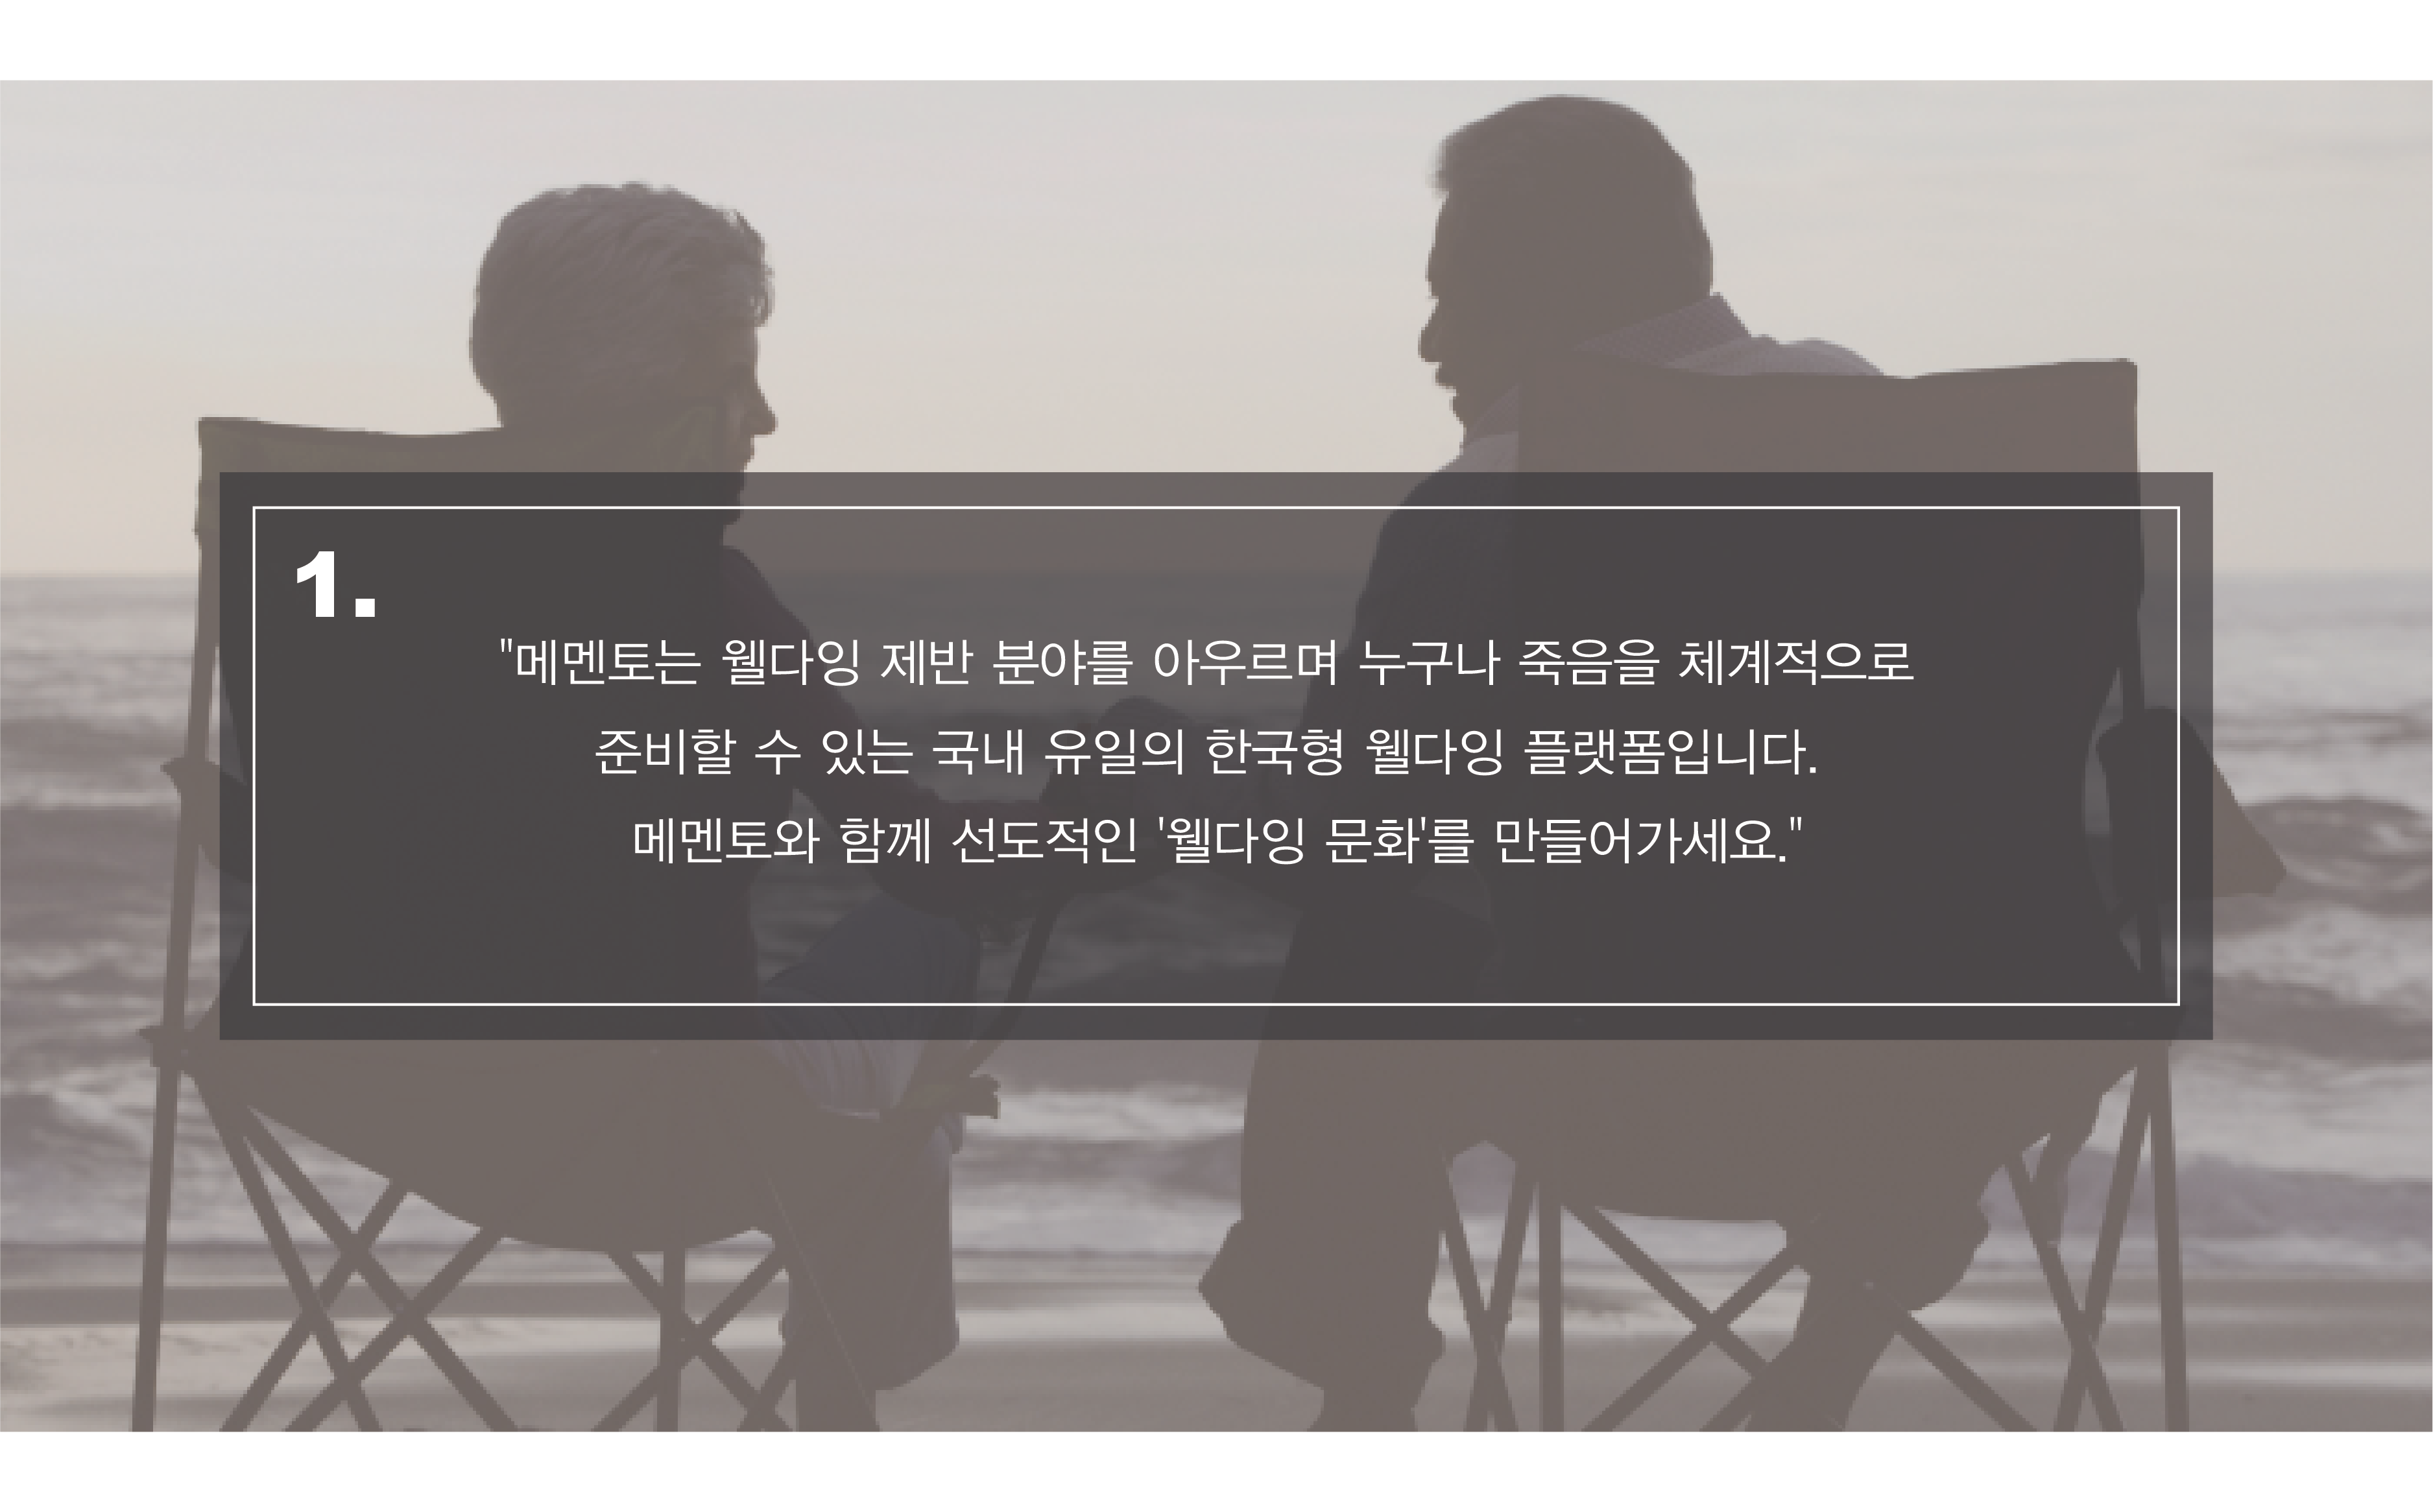 1.
"메멘토는 웰다잉 제반 분야를 아우르며 누구나 죽음을 체계적으로
준비할 수 있는 국내 유일의 한국형 웰다잉 플랫폼입니다.
메멘토와 함께 선도적인 '웰다잉 문화'를 만들어가세요."